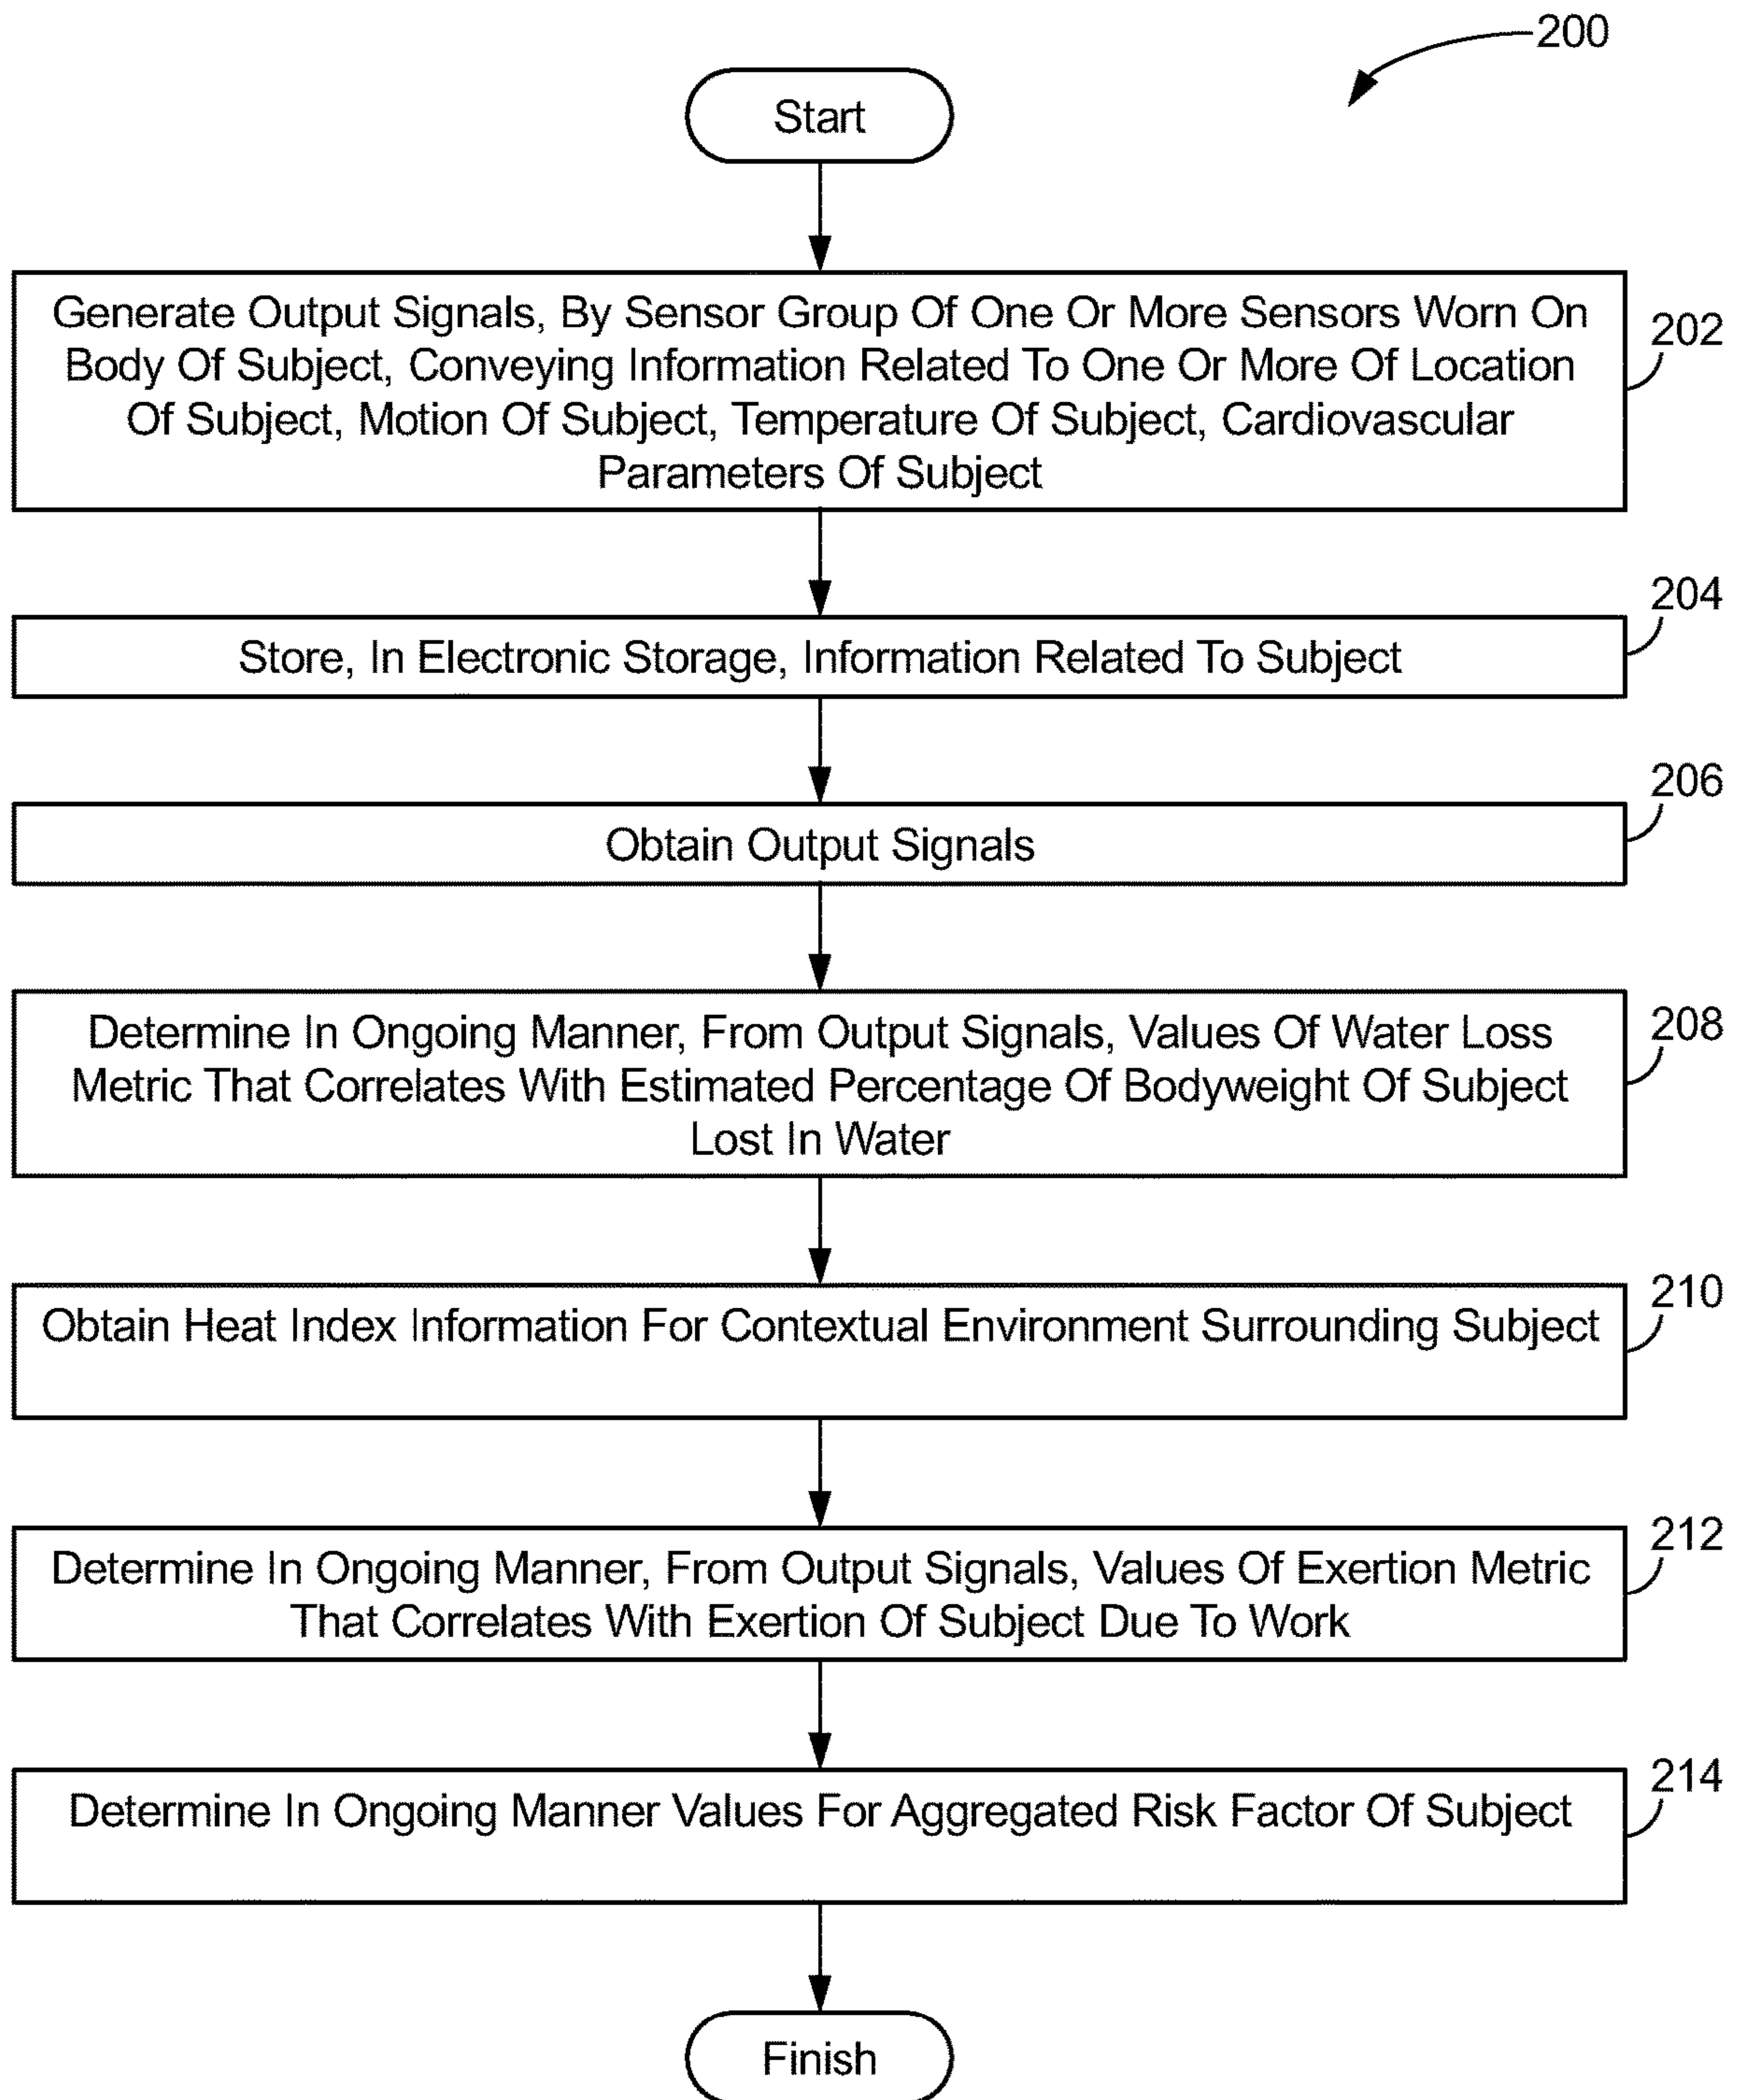 200
Start
Generate Output Signals, By Sensor Group Of One Or More Sensors Worn On
Body Of Subject, Conveying Information Related To One Or More Of Location
Of Subject, Motion Of Subject, Temperature Of Subject, Cardiovascular
Parameters Of Subject
202
Store, In Electronic Storage, Information Related To Subject
204
Obtain Output Signals
206
Determine In Ongoing Manner, From Output Signals, Values Of Water Loss
Metric That Correlates With Estimated Percentage Of Bodyweight Of Subject
Lost In Water
208
Obtain Heat Index Information For Contextual Environment Surrounding Subject
210
Determine In Ongoing Manner, From Output Signals, Values Of Exertion Metric
That Correlates With Exertion Of Subject Due To Work
212
Determine In Ongoing Manner Values For Aggregated Risk Factor Of Subject
214
Finish